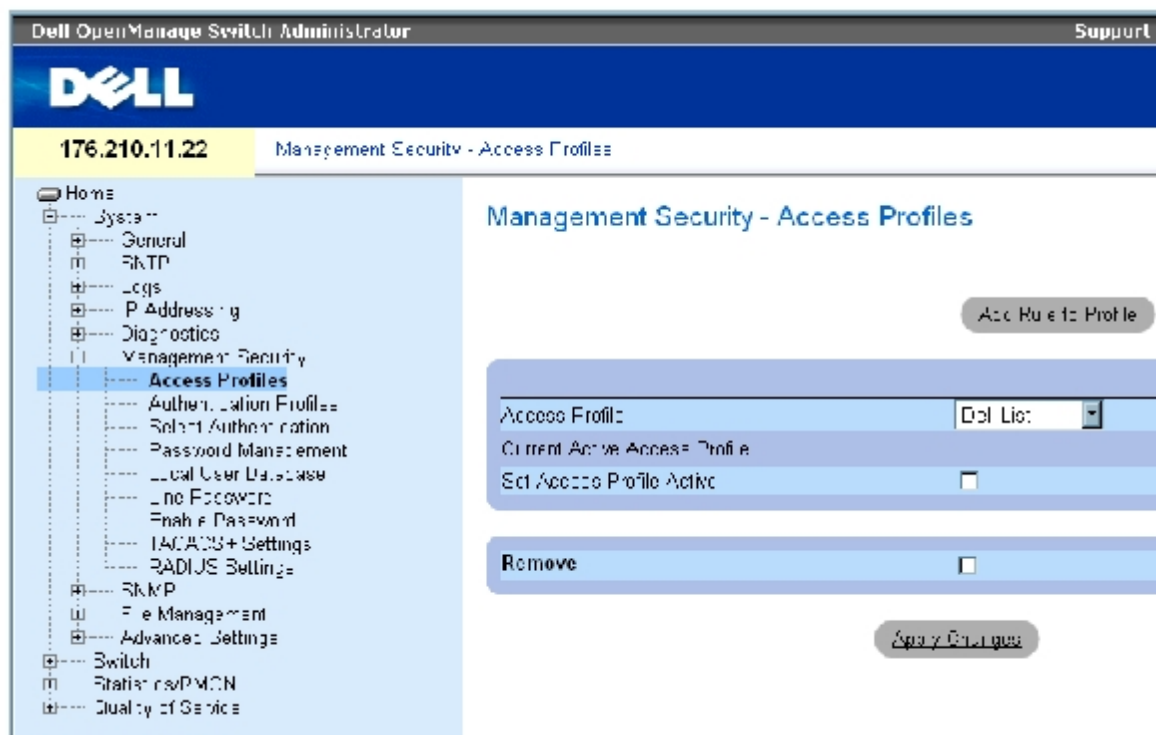 Dell OpenManage Switch Administrator
Support
DELL
176.210.11.22
Management Security - Access Profiles
Home
System
General
SNTP
Logs
IP Addressing
Diagnostics
Management Security
Access Profiles
Authentication Profiles
Select Authentication
Password Management
Local User Database
Line Password
Enable Password
TACACS+ Settings
RADIUS Settings
SNMP
File Management
Advanced Settings
Switch
Statistics/RMON
Quality of Service
Management Security - Access Profiles
Add Rule to Profile
Access Profile
Dell List
Current Active Access Profile
Set Access Profile Active
Remove
Apply Changes